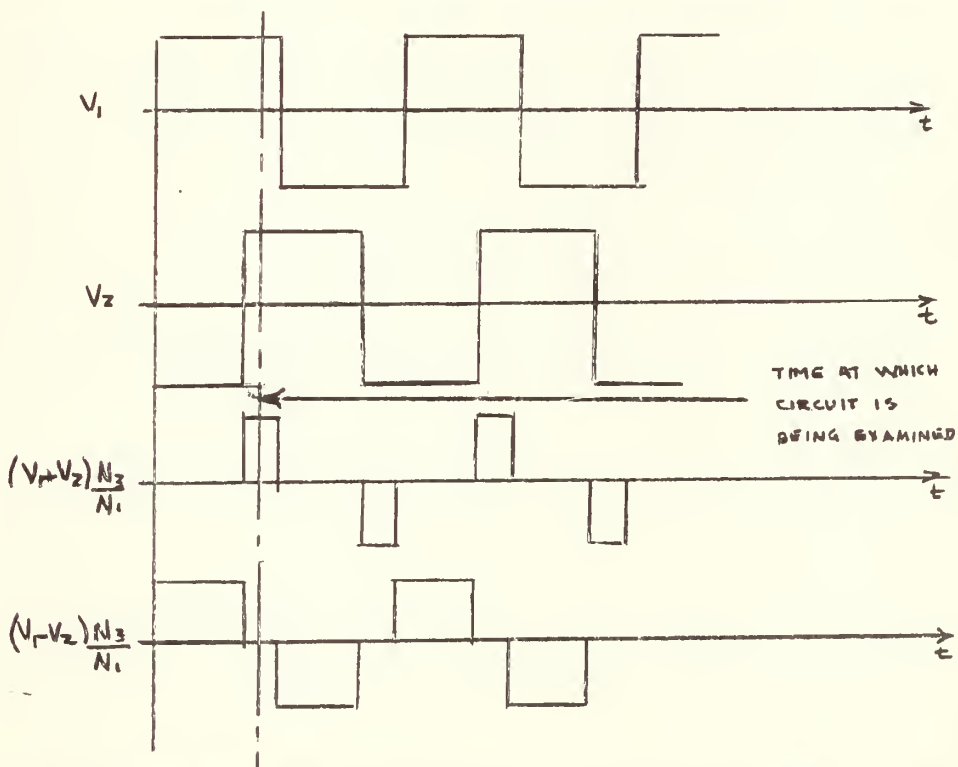 V1
t
V2
t
TIME AT WHICH
CIRCUIT IS
BEING EXAMINED
(V1+V2) N3/N1
t
(V1-V2) N3/N1
t